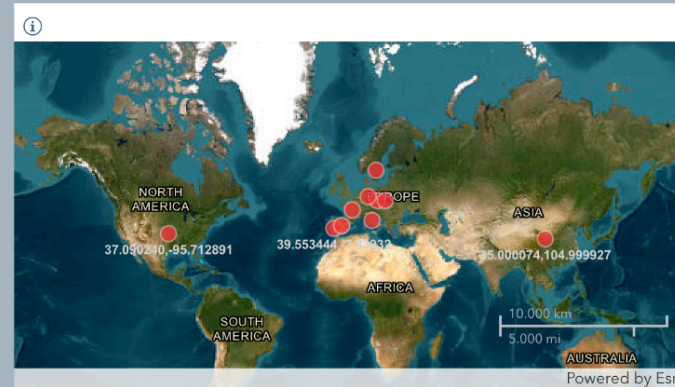 EUROPE
NORTH
AMERICA
ASIA
37.090240,-95.712891
39.553444,
35.000074,104.999927
AFRICA
10.000 km
SOUTH
AMERICA
5.000 mi
AUSTRALIA
Powered by Esr